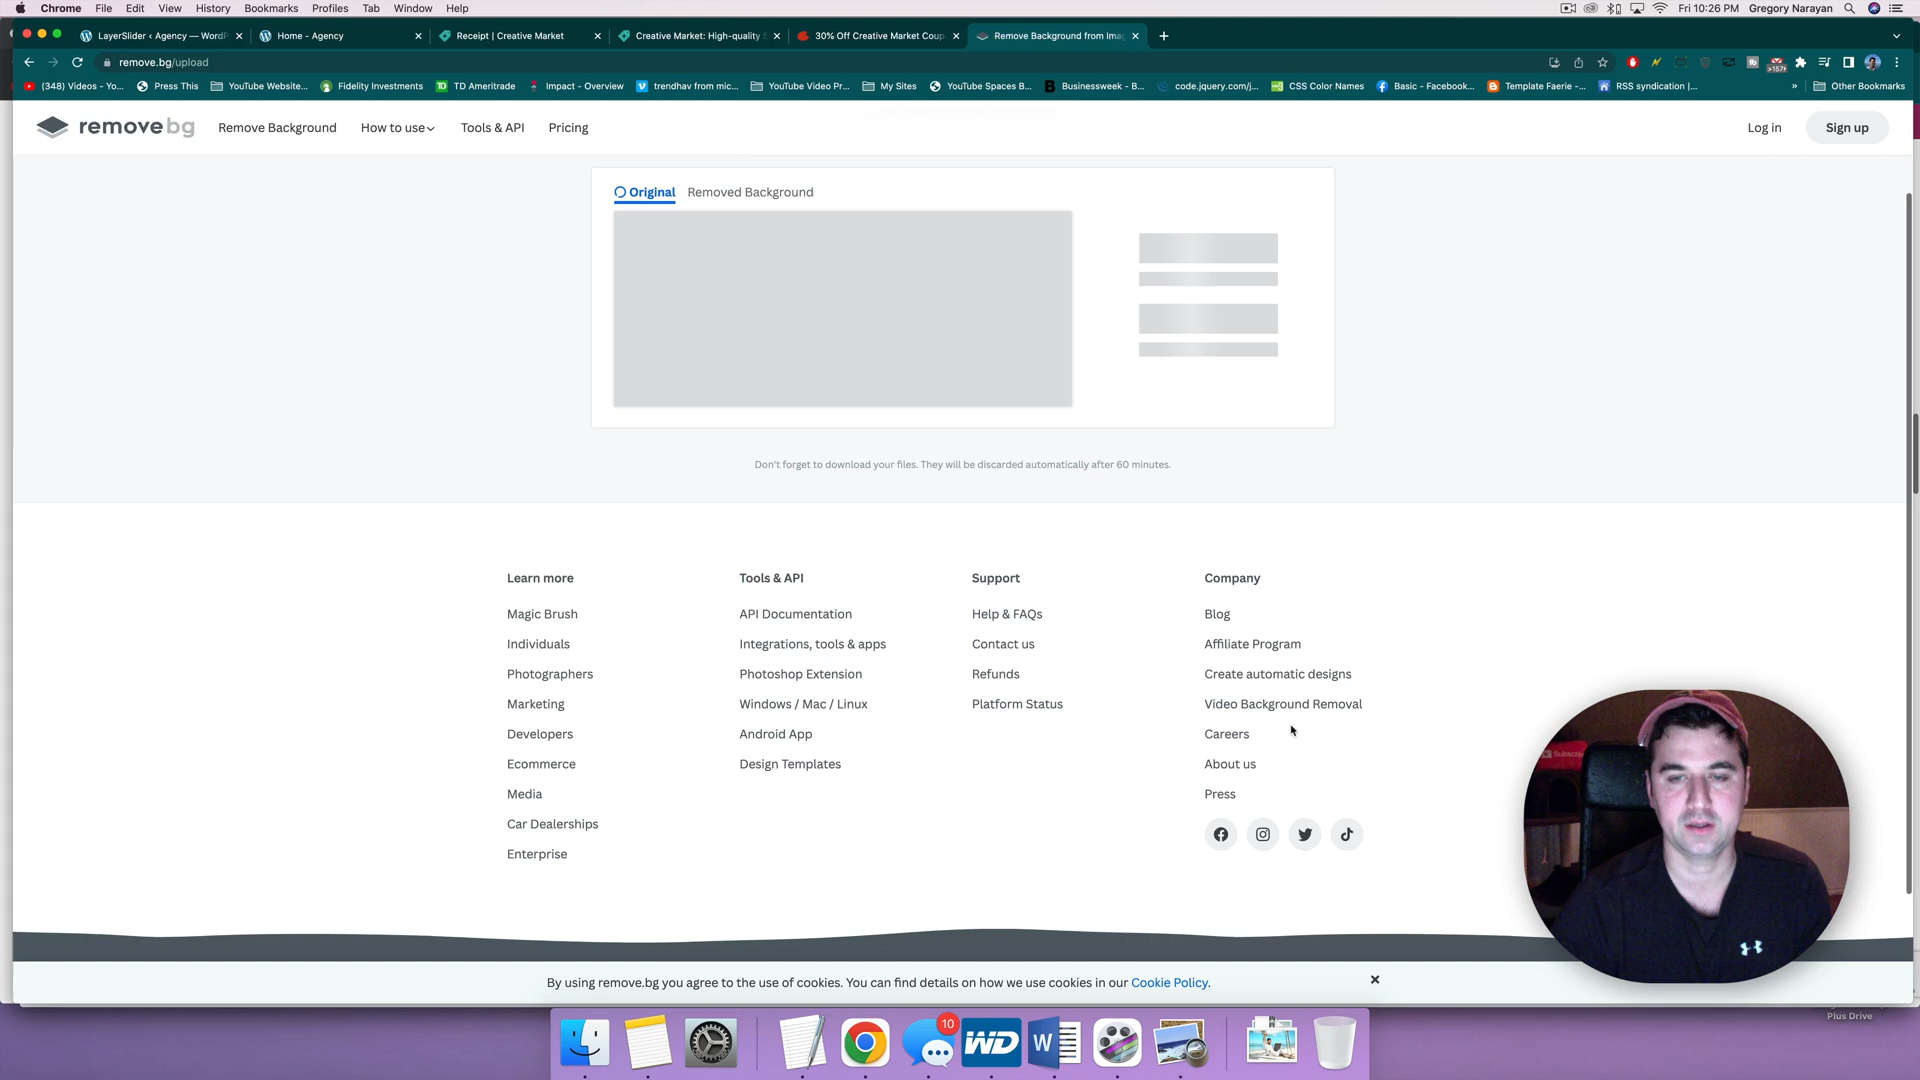 Chrome File Edit View History Bookmarks Profiles Tab Window Help Fri 10:26 PM Gregory Narayan
LayerSlider ‹ Agency — WordP Home - Agency Receipt | Creative Market Creative Market: High-quality S 30% Off Creative Market Coup Remove Background from Imag
remove.bg/upload
(348) Videos - Yo... Press This YouTube Website... Fidelity Investments TD Ameritrade Impact - Overview trendhav from mic... YouTube Video Pr... My Sites YouTube Spaces B... Businessweek - B... code.jquery.com/j... CSS Color Names Basic - Facebook... Template Faerie -... RSS syndication |... » Other Bookmarks
removebg Remove Background How to use Tools & API Pricing Log in Sign up
Original Removed Background
Don't forget to download your files. They will be discarded automatically after 60 minutes.
Learn more
Magic Brush
Individuals
Photographers
Marketing
Developers
Ecommerce
Media
Car Dealerships
Enterprise
Tools & API
API Documentation
Integrations, tools & apps
Photoshop Extension
Windows / Mac / Linux
Android App
Design Templates
Support
Help & FAQs
Contact us
Refunds
Platform Status
Company
Blog
Affiliate Program
Create automatic designs
Video Background Removal
Careers
About us
Press
By using remove.bg you agree to the use of cookies. You can find details on how we use cookies in our Cookie Policy.
10
WD
W
Plus Drive